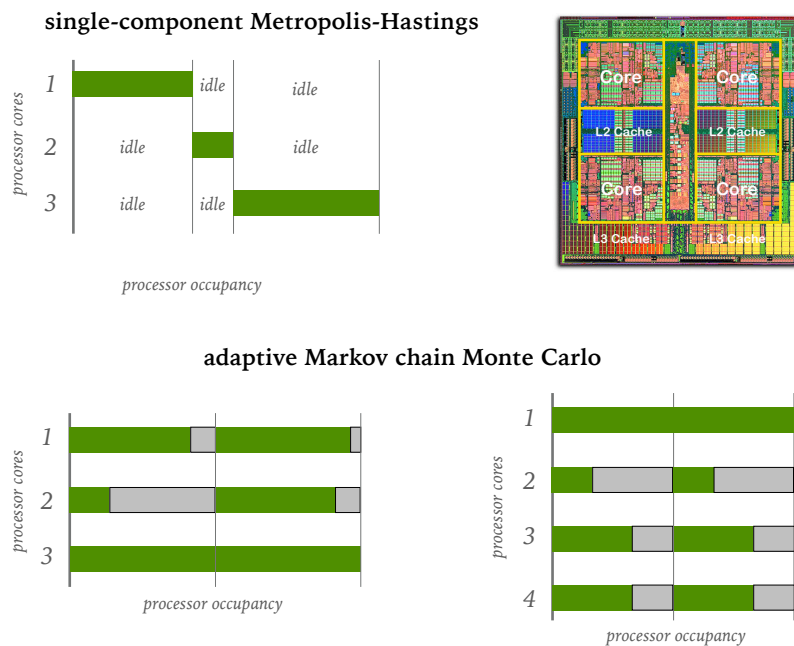 single-component Metropolis-Hastings
processor cores
1
idle
idle
2
idle
idle
3
idle
idle
processor occupancy
Core
Core
L2 Cache
L2 Cache
Core
Core
L3 Cache
L3 Cache
adaptive Markov chain Monte Carlo
processor cores
1
2
3
processor occupancy
processor cores
1
2
3
4
processor occupancy